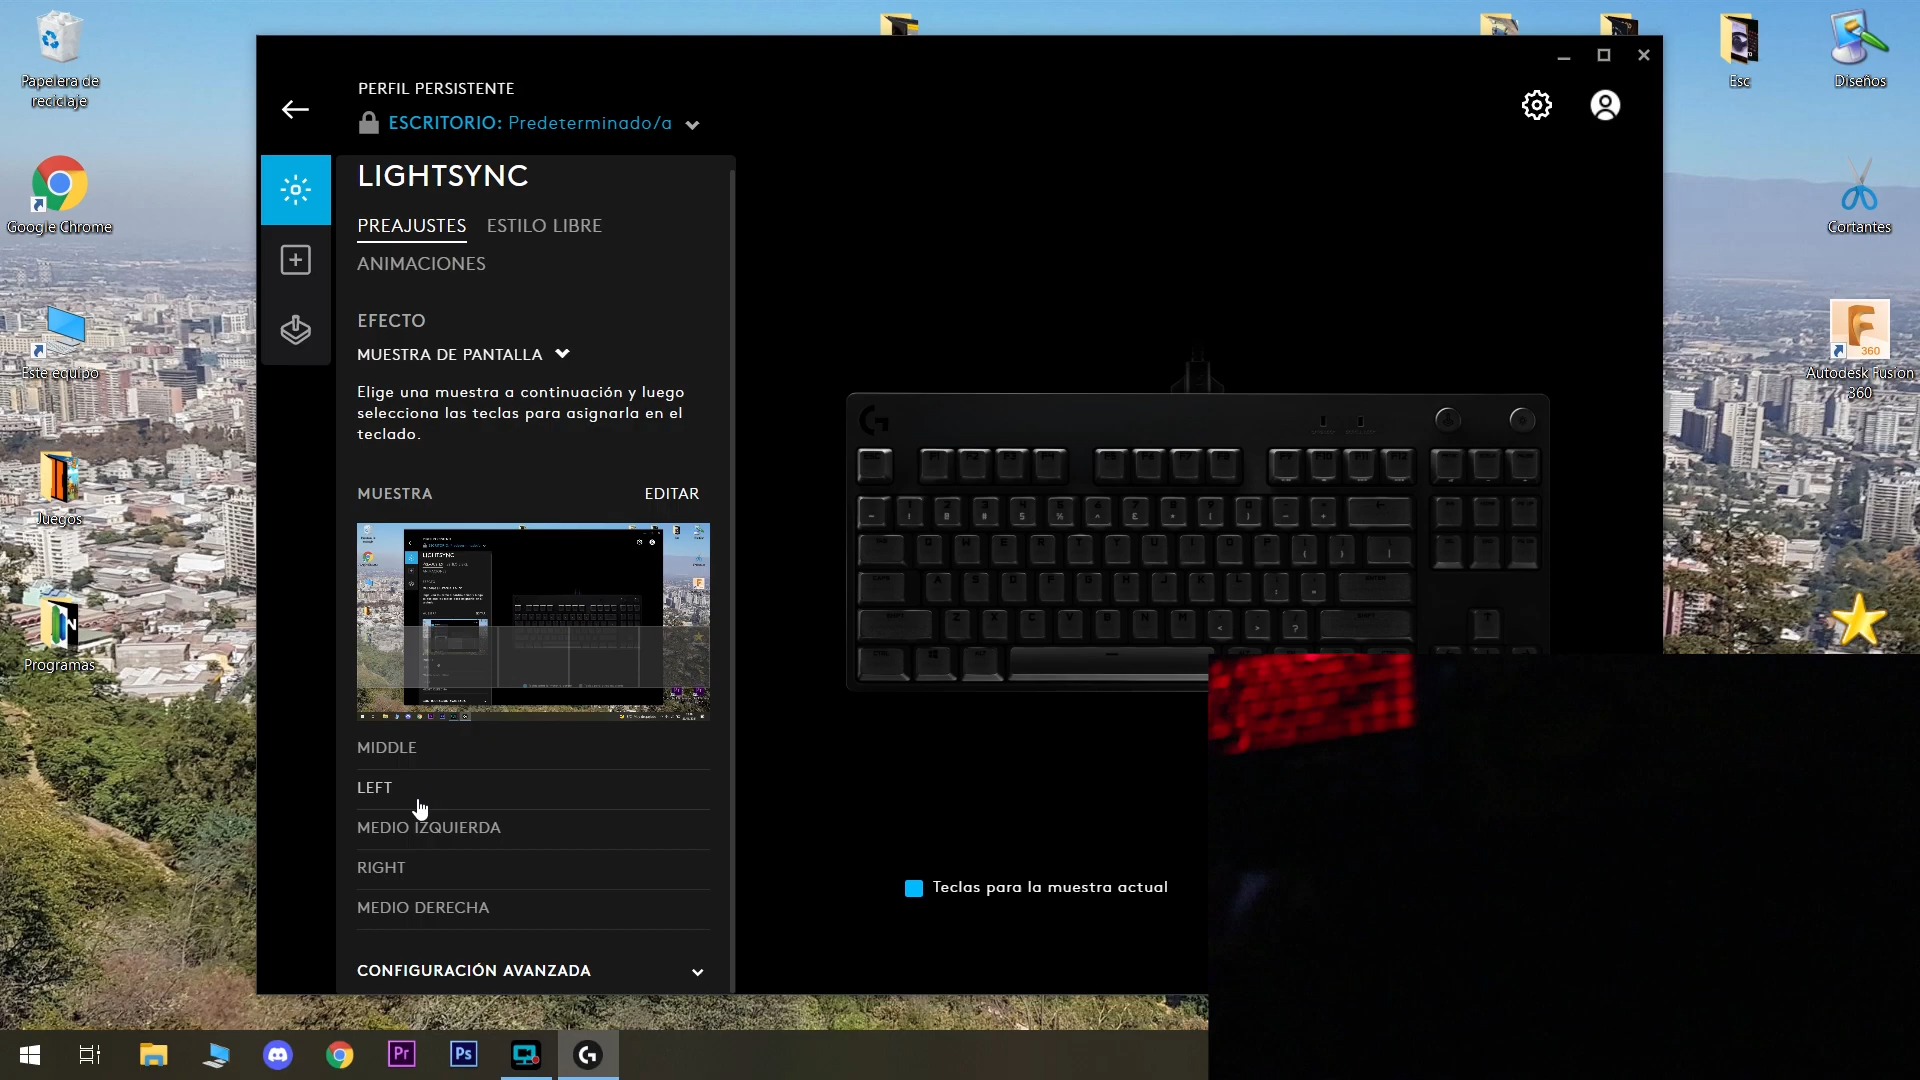 Papelera de
reciclaje
Google Chrome
Este equipo
Juegos
Programas
Esc
Diseños
Cortantes
360
Autodesk Fusion
360
PERFIL PERSISTENTE
ESCRITORIO: Predeterminado/a
LIGHTSYNC
PREAJUSTES
ESTILO LIBRE
ANIMACIONES
EFECTO
MUESTRA DE PANTALLA
Elige una muestra a continuación y luego
selecciona las teclas para asignarla en el
teclado.
MUESTRA
EDITAR
MIDDLE
LEFT
MEDIO IZQUIERDA
RIGHT
MEDIO DERECHA
CONFIGURACIÓN AVANZADA
Teclas para la muestra actual
Pr
Ps